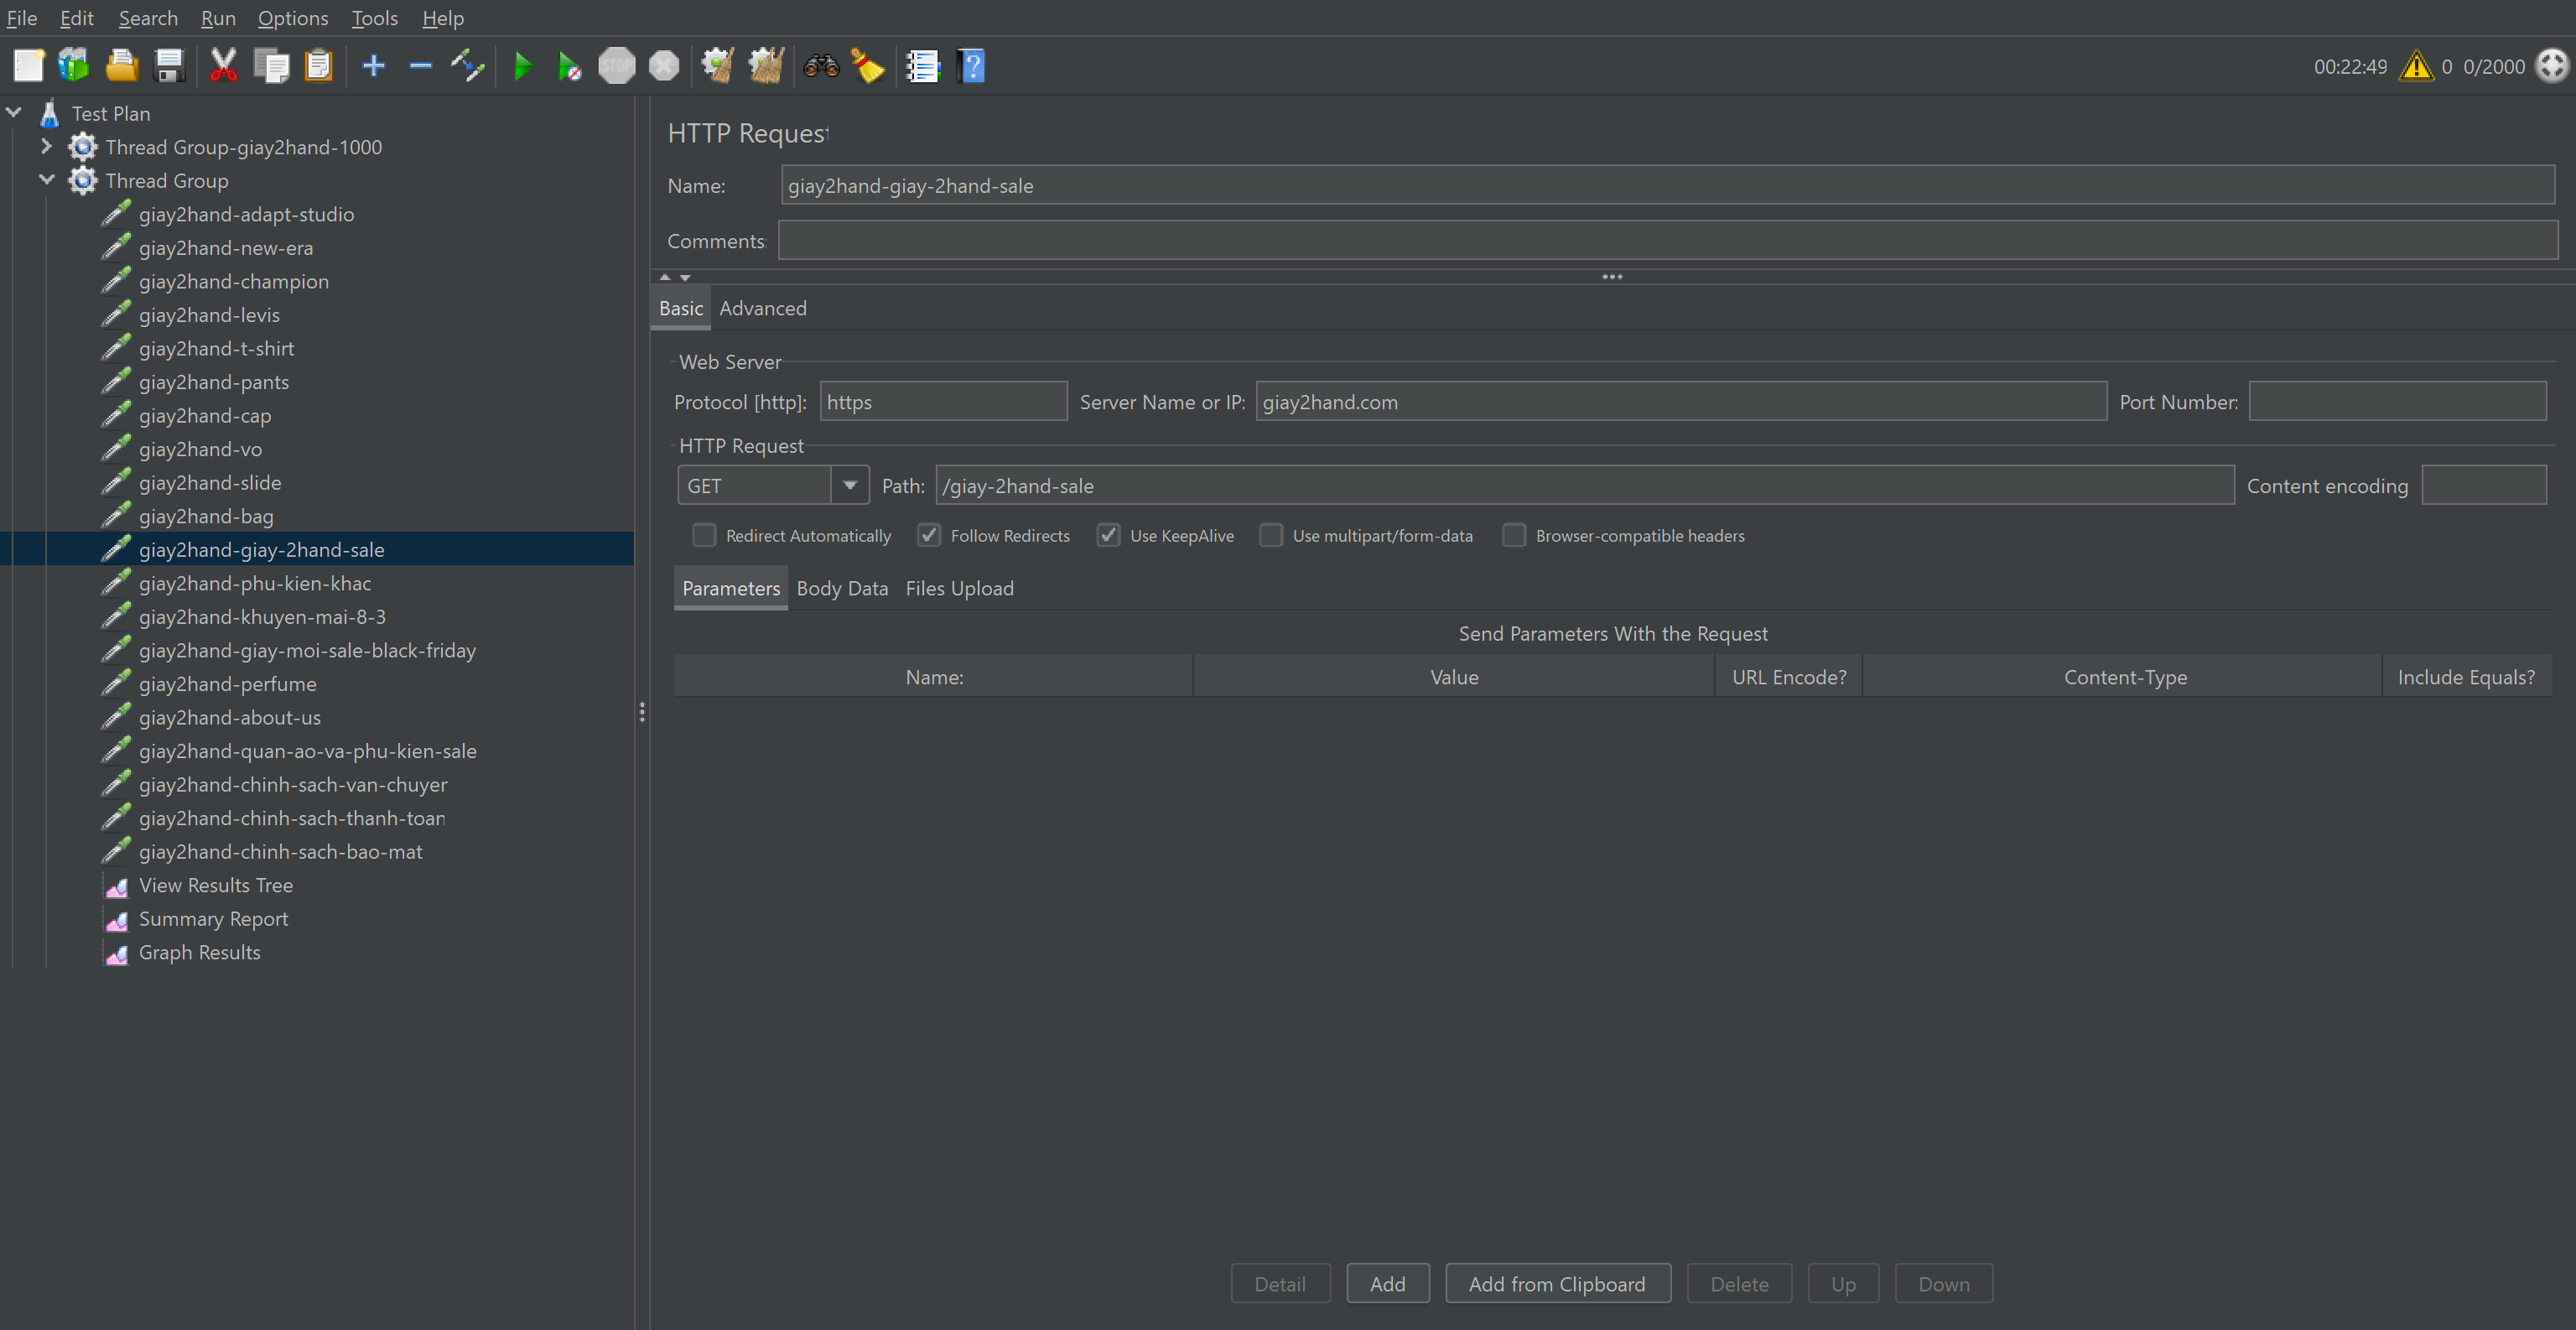 File Edit Search Run Options Tools Help
STOP
00:22:49 0 0/2000
Test Plan
Thread Group-giay2hand-1000
Thread Group
giay2hand-adapt-studio
giay2hand-new-era
giay2hand-champion
giay2hand-levis
giay2hand-t-shirt
giay2hand-pants
giay2hand-cap
giay2hand-vo
giay2hand-slide
giay2hand-bag
giay2hand-giay-2hand-sale
giay2hand-phu-kien-khac
giay2hand-khuyen-mai-8-3
giay2hand-giay-moi-sale-black-friday
giay2hand-perfume
giay2hand-about-us
giay2hand-quan-ao-va-phu-kien-sale
giay2hand-chinh-sach-van-chuyer
giay2hand-chinh-sach-thanh-toan
giay2hand-chinh-sach-bao-mat
View Results Tree
Summary Report
Graph Results
HTTP Request
Name: giay2hand-giay-2hand-sale
Comments:
Basic Advanced
Web Server
Protocol [http]: https Server Name or IP: giay2hand.com Port Number:
HTTP Request
GET Path: /giay-2hand-sale Content encoding
Redirect Automatically Follow Redirects Use KeepAlive Use multipart/form-data Browser-compatible headers
Parameters Body Data Files Upload
Send Parameters With the Request
Name: Value URL Encode? Content-Type Include Equals?
Detail Add Add from Clipboard Delete Up Down